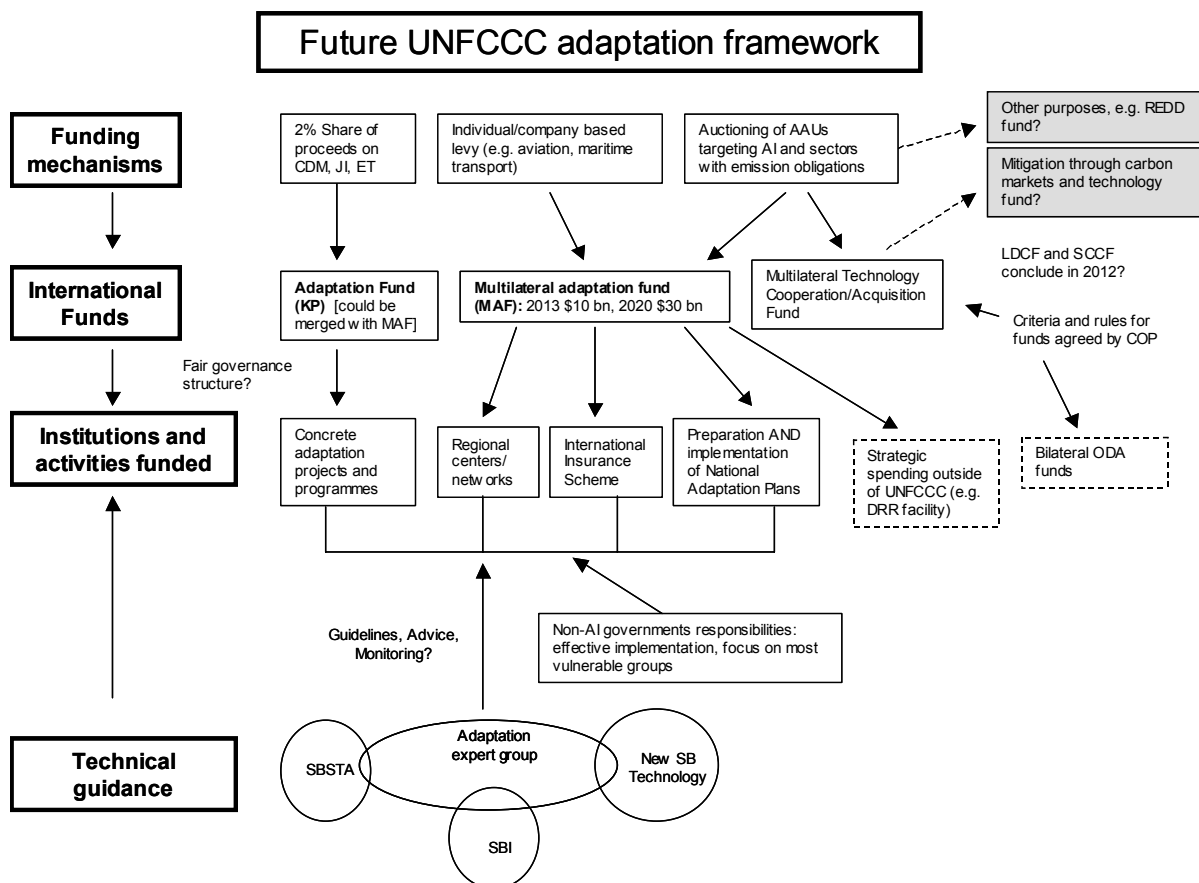 Future UNFCCC adaptation framework
Funding
mechanisms
2% Share of
proceeds on
CDM, JI, ET
Individual/company based
levy (e.g. aviation, maritime
transport)
Auctioning of AAUs
targeting AI and sectors
with emission obligations
Other purposes, e.g. REDD
fund?
Mitigation through carbon
markets and technology
fund?
LDCF and SCCF
conclude in 2012?
International
Funds
Adaptation Fund
(KP) [could be
merged with MAF]
Multilateral adaptation fund
(MAF): 2013 $10 bn, 2020 $30 bn
Multilateral Technology
Cooperation/Acquisition
Fund
Criteria and rules for
funds agreed by COP
Fair governance
structure?
Institutions and
activities funded
Concrete
adaptation
projects and
programmes
Regional
centers/
networks
International
Insurance
Scheme
Preparation AND
implementation
of National
Adaptation Plans
Strategic
spending outside
of UNFCCC (e.g.
DRR facility)
Bilateral ODA
funds
Guidelines, Advice,
Monitoring?
Non-AI governments responsibilities:
effective implementation, focus on most
vulnerable groups
Technical
guidance
SBSTA
Adaptation
expert group
New SB
Technology
SBI